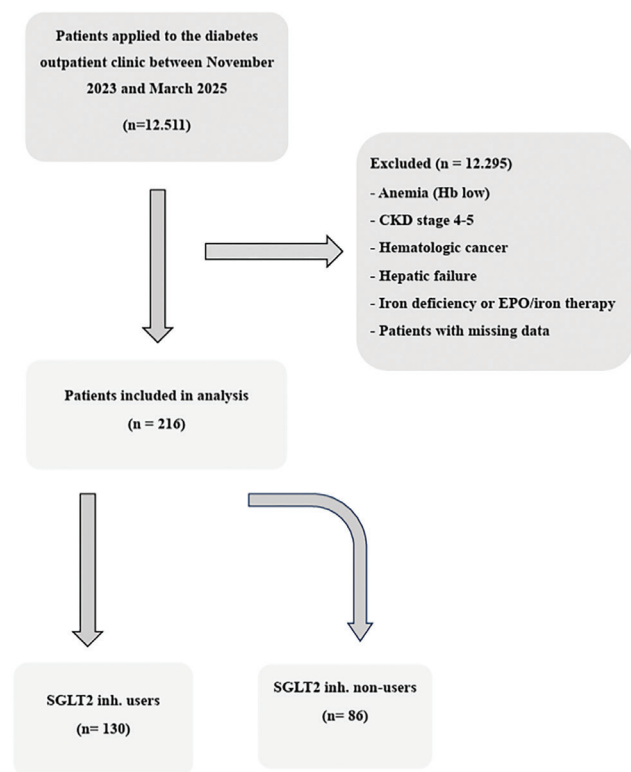 Patients applied to the diabetes
outpatient clinic between November
2023 and March 2025
(n=12.511)
Excluded (n = 12.295)
- Anemia (Hb low)
- CKD stage 4-5
- Hematologic cancer
- Hepatic failure
- Iron deficiency or EPO/iron therapy
- Patients with missing data
Patients included in analysis
(n = 216)
SGLT2 inh. users
(n= 130)
SGLT2 inh. non-users
(n= 86)